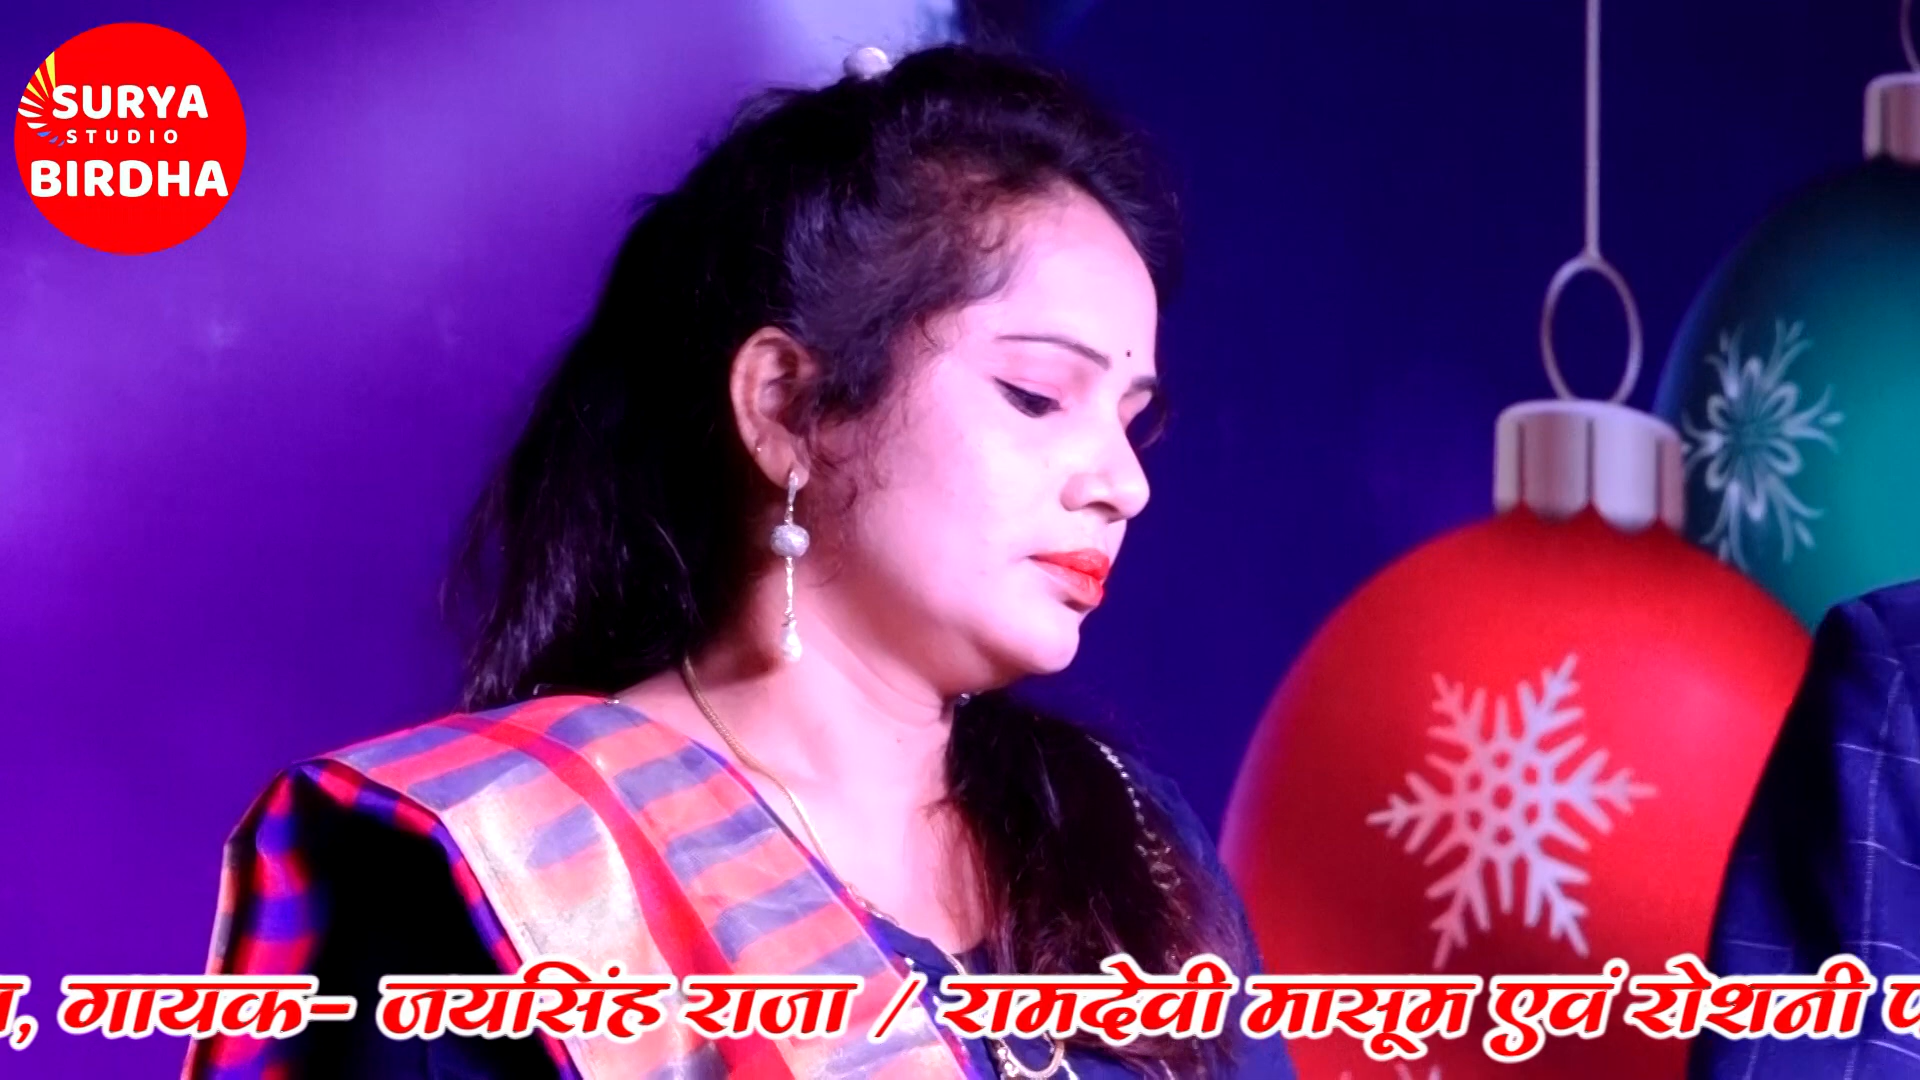 SURYA
STUDIO
BIRDHA
गायक- जयसिंह राजा / रामदेवी मासूम एवं रोशनी